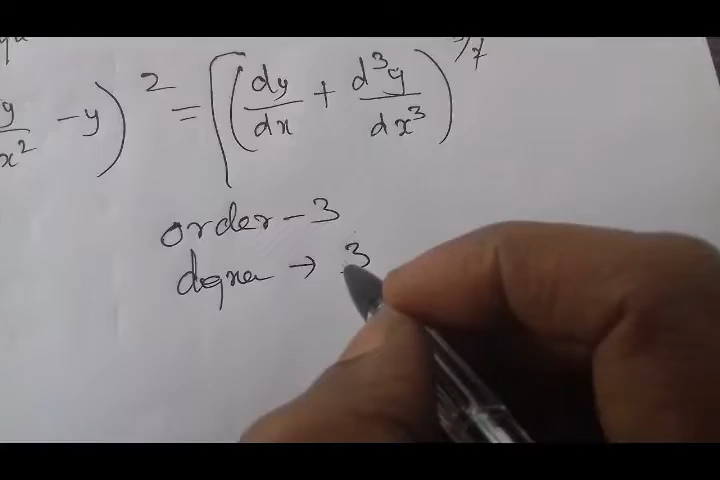 y/x² - y)² = [(dy/dx + d³y/dx³)^3/7
order - 3
degree → 3